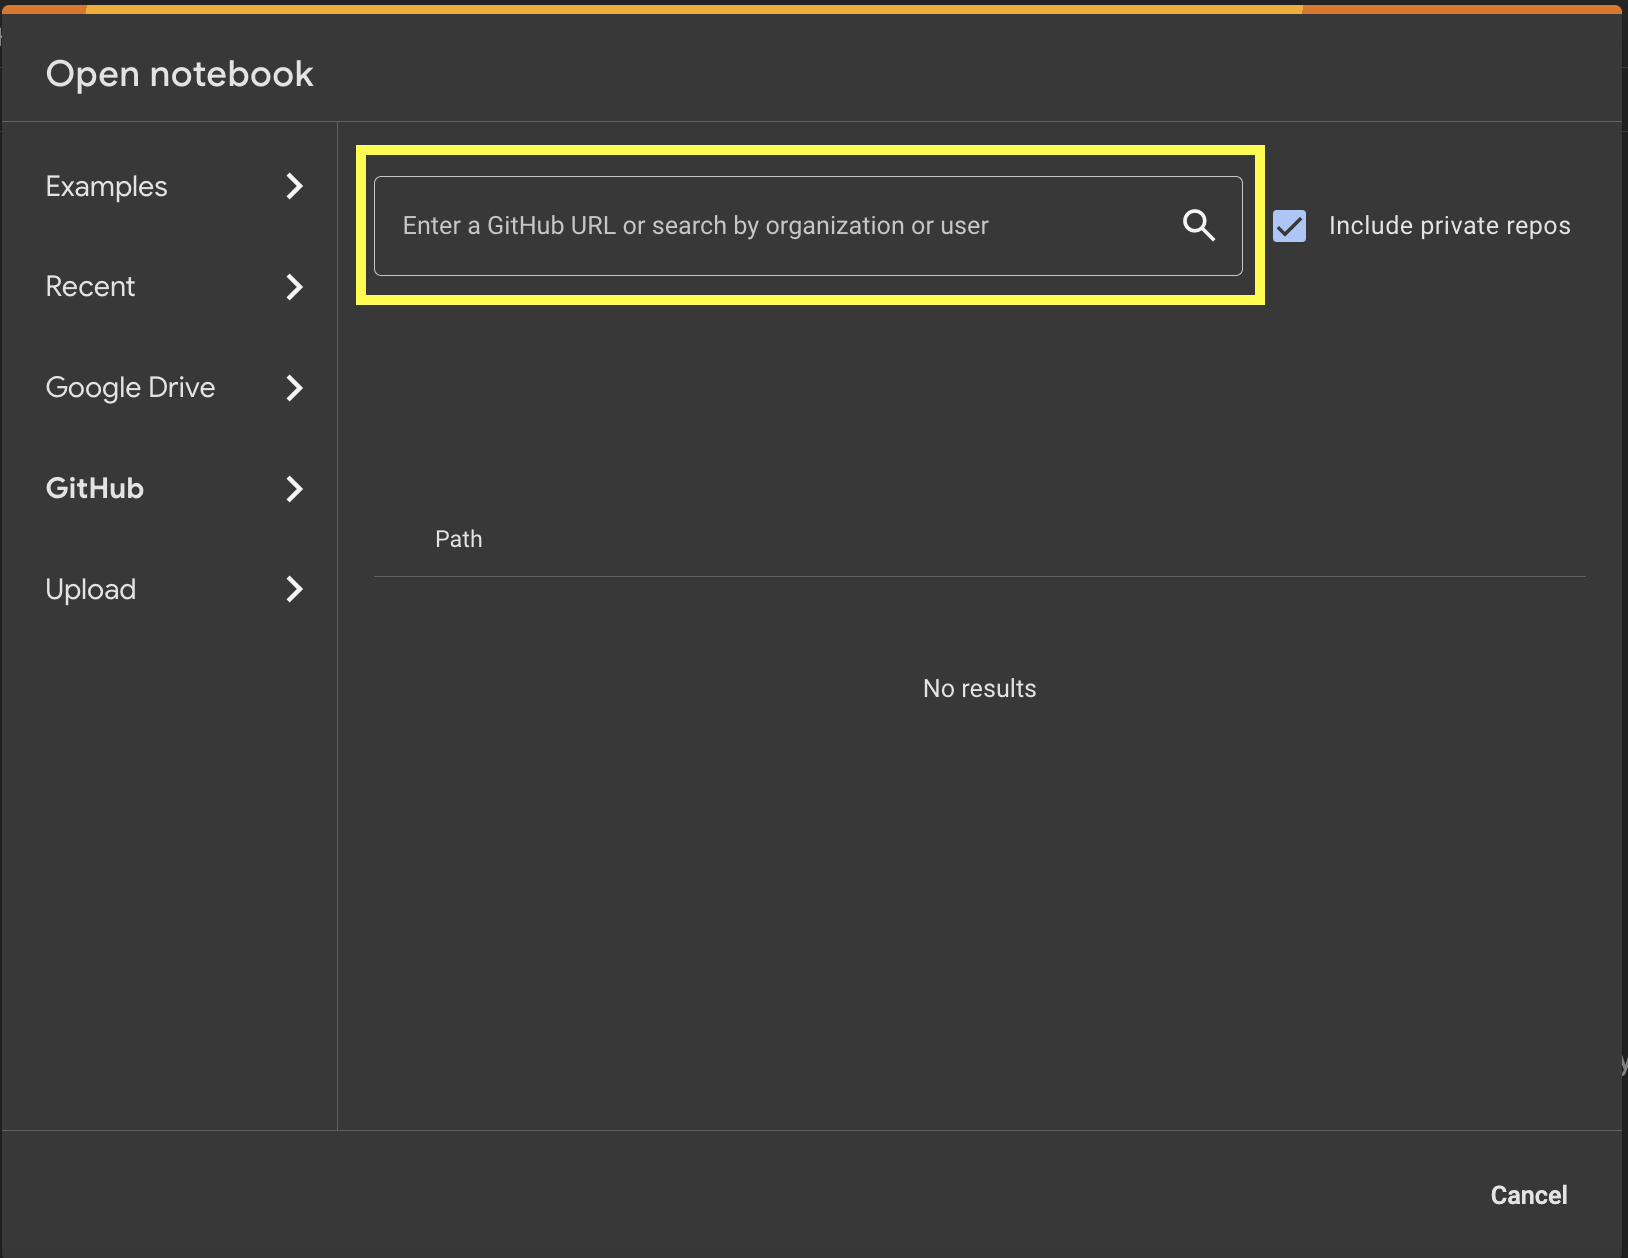 Open notebook
Examples
Recent
Google Drive
GitHub
Upload
Enter a GitHub URL or search by organization or user
Include private repos
Path
No results
Cancel